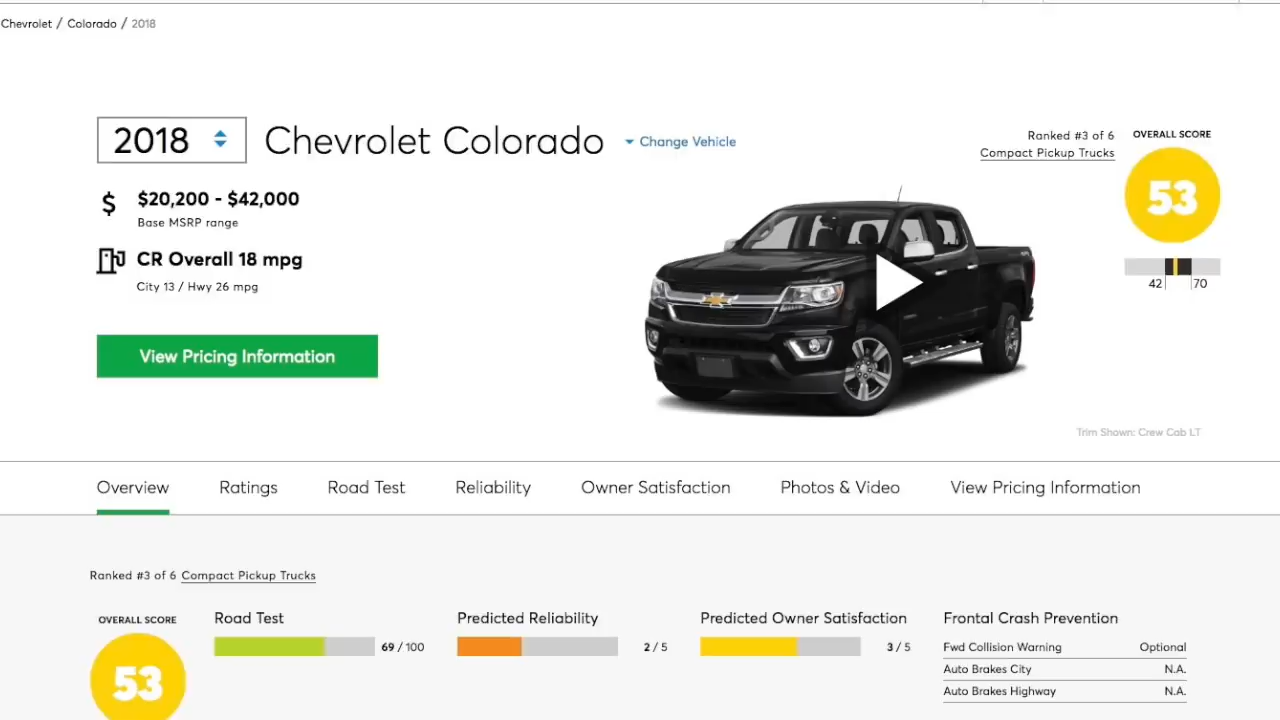 Chevrolet / Colorado / 2018
2018
Chevrolet Colorado
Change Vehicle
Ranked #3 of 6
Compact Pickup Trucks
OVERALL SCORE
53
42
70
$ $20,200 - $42,000
Base MSRP range
CR Overall 18 mpg
City 13 / Hwy 26 mpg
View Pricing Information
Trim Shown: Crew Cab LT
Overview
Ratings
Road Test
Reliability
Owner Satisfaction
Photos & Video
View Pricing Information
Ranked #3 of 6 Compact Pickup Trucks
OVERALL SCORE
53
Road Test
69 / 100
Predicted Reliability
2 / 5
Predicted Owner Satisfaction
3 / 5
Frontal Crash Prevention
Fwd Collision Warning Optional
Auto Brakes City N.A.
Auto Brakes Highway N.A.